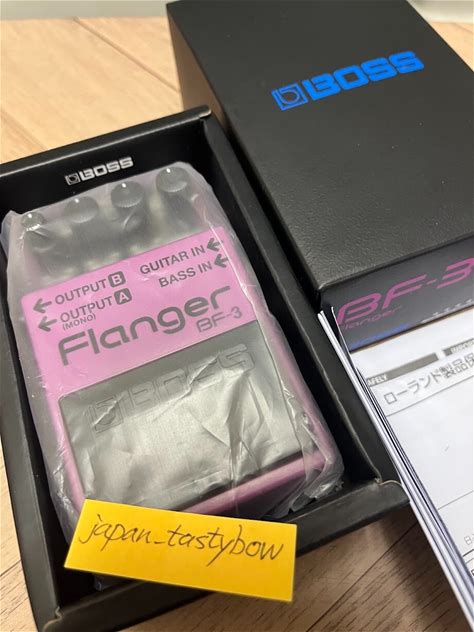 BOSS
BOSS
OUTPUT B
GUITAR IN
OUTPUT A
(MONO)
BASS IN
Flanger
BF-3
BOSS
BF-3
Flanger
SAFELY
ローランド製品保
japan_tastybow